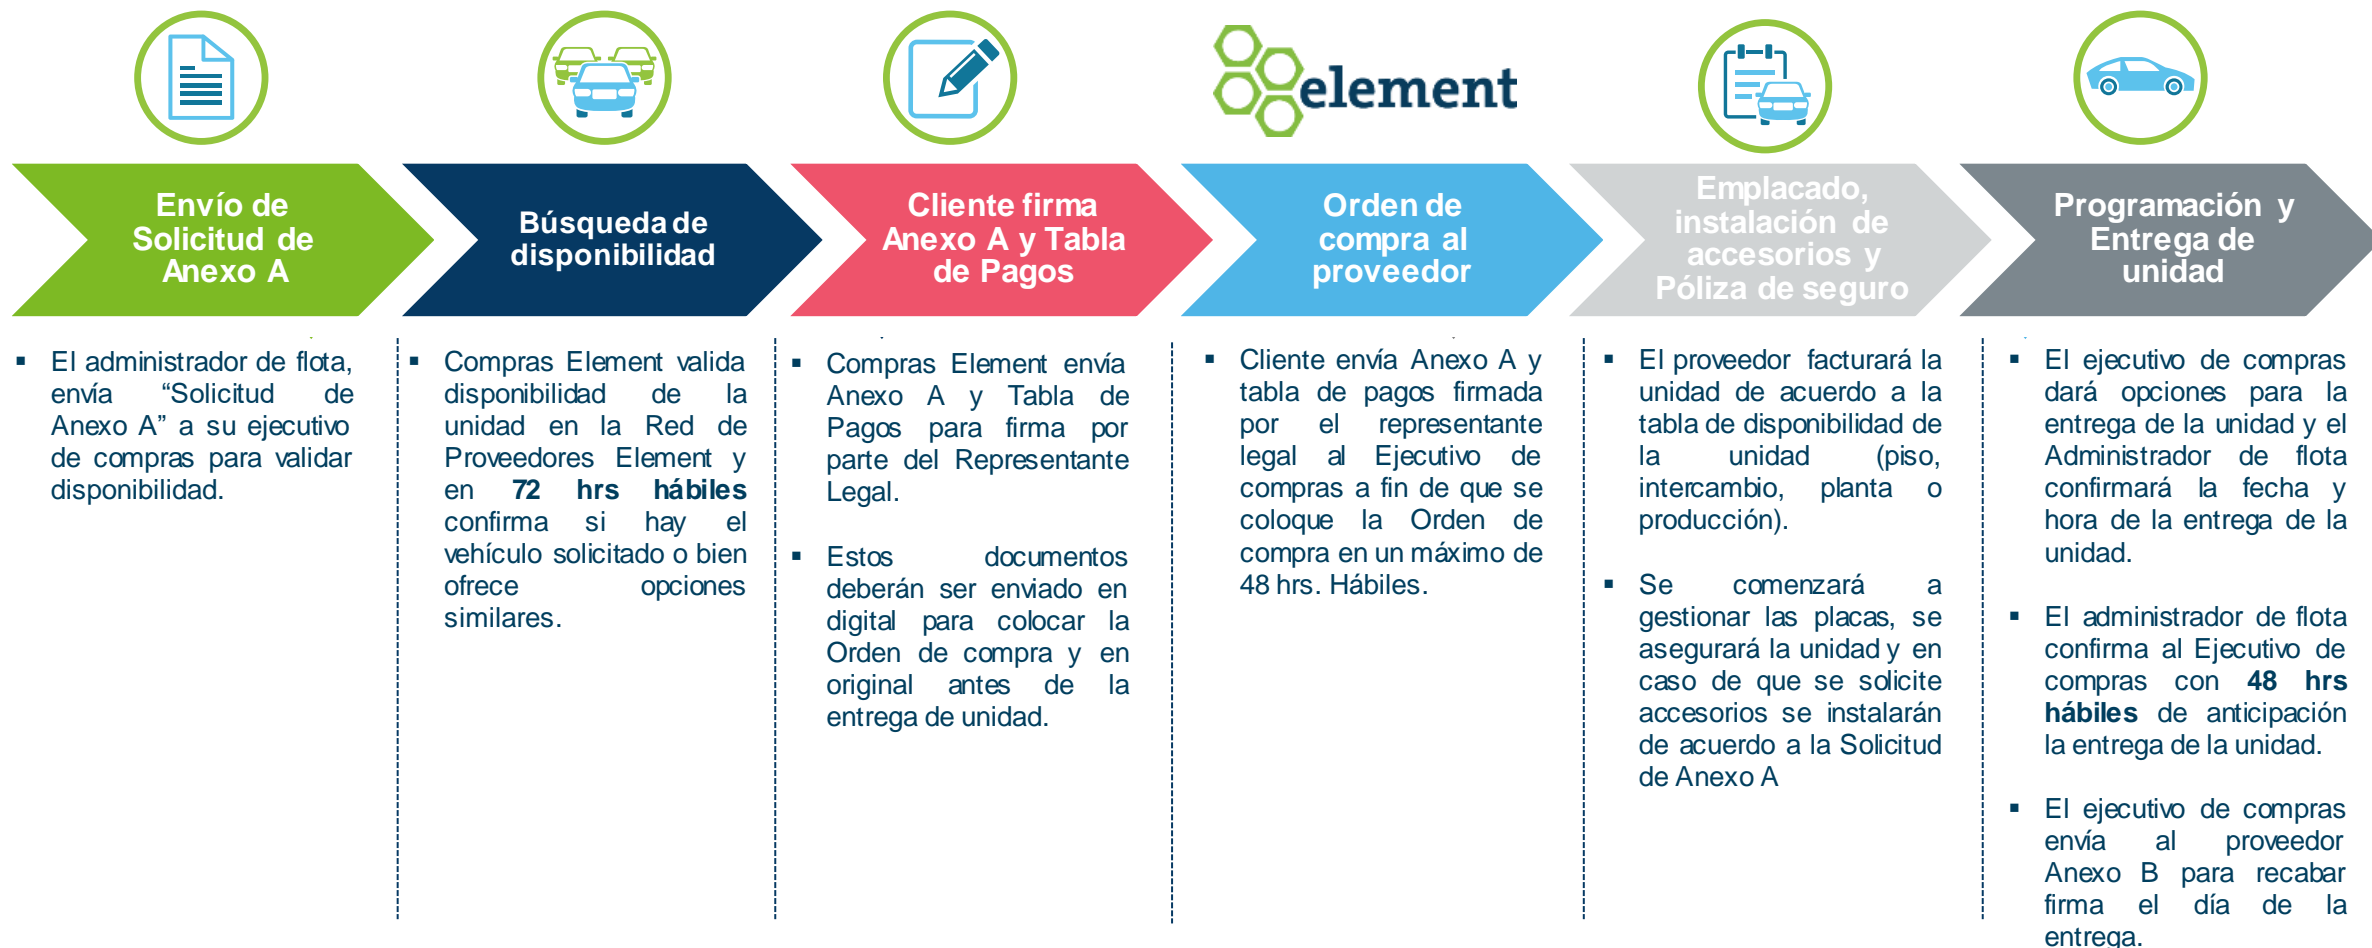 element
Envío de
Solicitud de
Anexo A
Búsqueda de
disponibilidad
Cliente firma
Anexo A y Tabla
de Pagos
Orden de
compra al
proveedor
Emplacado,
instalación de
accesorios y
Póliza de seguro
Programación y
Entrega de
unidad
▪ El administrador de flota,
envía “Solicitud de
Anexo A” a su ejecutivo
de compras para validar
disponibilidad.
▪ Compras Element valida
disponibilidad de la
unidad en la Red de
Proveedores Element y
en 72 hrs hábiles
confirma si hay el
vehículo solicitado o bien
ofrece opciones
similares.
▪ Compras Element envía
Anexo A y Tabla de
Pagos para firma por
parte del Representante
Legal.
▪ Estos documentos
deberán ser enviado en
digital para colocar la
Orden de compra y en
original antes de la
entrega de unidad.
▪ Cliente envía Anexo A y
tabla de pagos firmada
por el representante
legal al Ejecutivo de
compras a fin de que se
coloque la Orden de
compra en un máximo de
48 hrs. Hábiles.
▪ El proveedor facturará la
unidad de acuerdo a la
tabla de disponibilidad de
la unidad (piso,
intercambio, planta o
producción).
▪ Se comenzará a
gestionar las placas, se
asegurará la unidad y en
caso de que se solicite
accesorios se instalarán
de acuerdo a la Solicitud
de Anexo A
▪ El ejecutivo de compras
dará opciones para la
entrega de la unidad y el
Administrador de flota
confirmará la fecha y
hora de la entrega de la
unidad.
▪ El administrador de flota
confirma al Ejecutivo de
compras con 48 hrs
hábiles de anticipación
la entrega de la unidad.
▪ El ejecutivo de compras
envía al proveedor
Anexo B para recabar
firma el día de la
entrega.